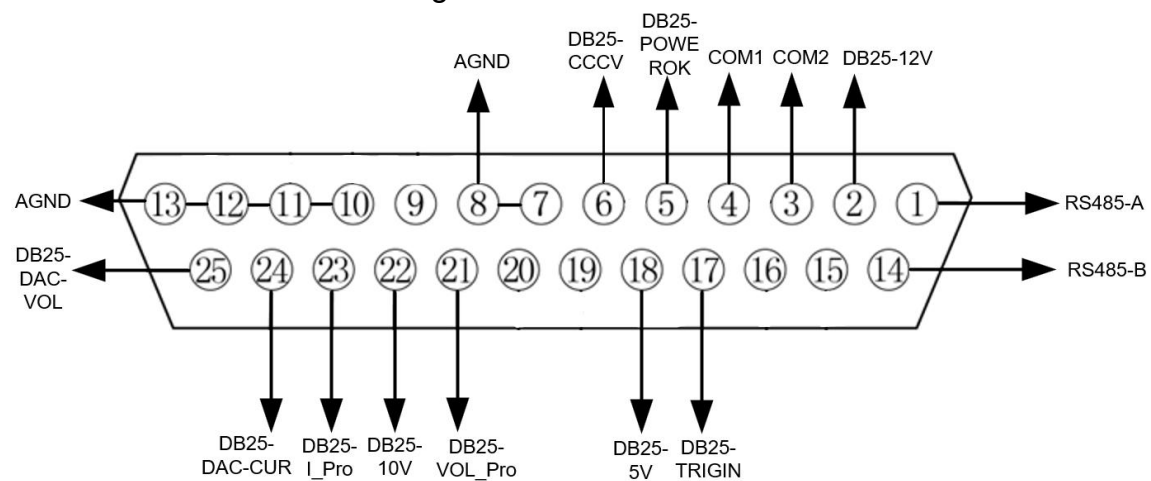 DB25-
POWE
ROK
DB25-
CCCV
AGND
COM1
COM2
DB25-12V
AGND
13
12
11
10
9
8
7
6
5
4
3
2
1
RS485-A
DB25-
DAC-
VOL
25
24
23
22
21
20
19
18
17
16
15
14
RS485-B
DB25-
DAC-CUR
DB25-
I_Pro
DB25-
10V
DB25-
VOL_Pro
DB25-
5V
DB25-
TRIGIN